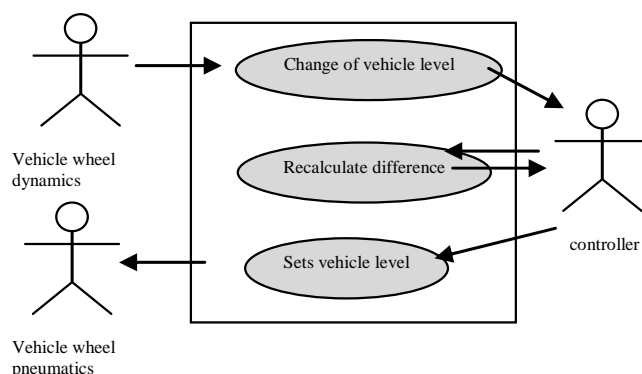 Change of vehicle level
Vehicle wheel
dynamics
Recalculate difference
controller
Sets vehicle level
Vehicle wheel
pneumatics